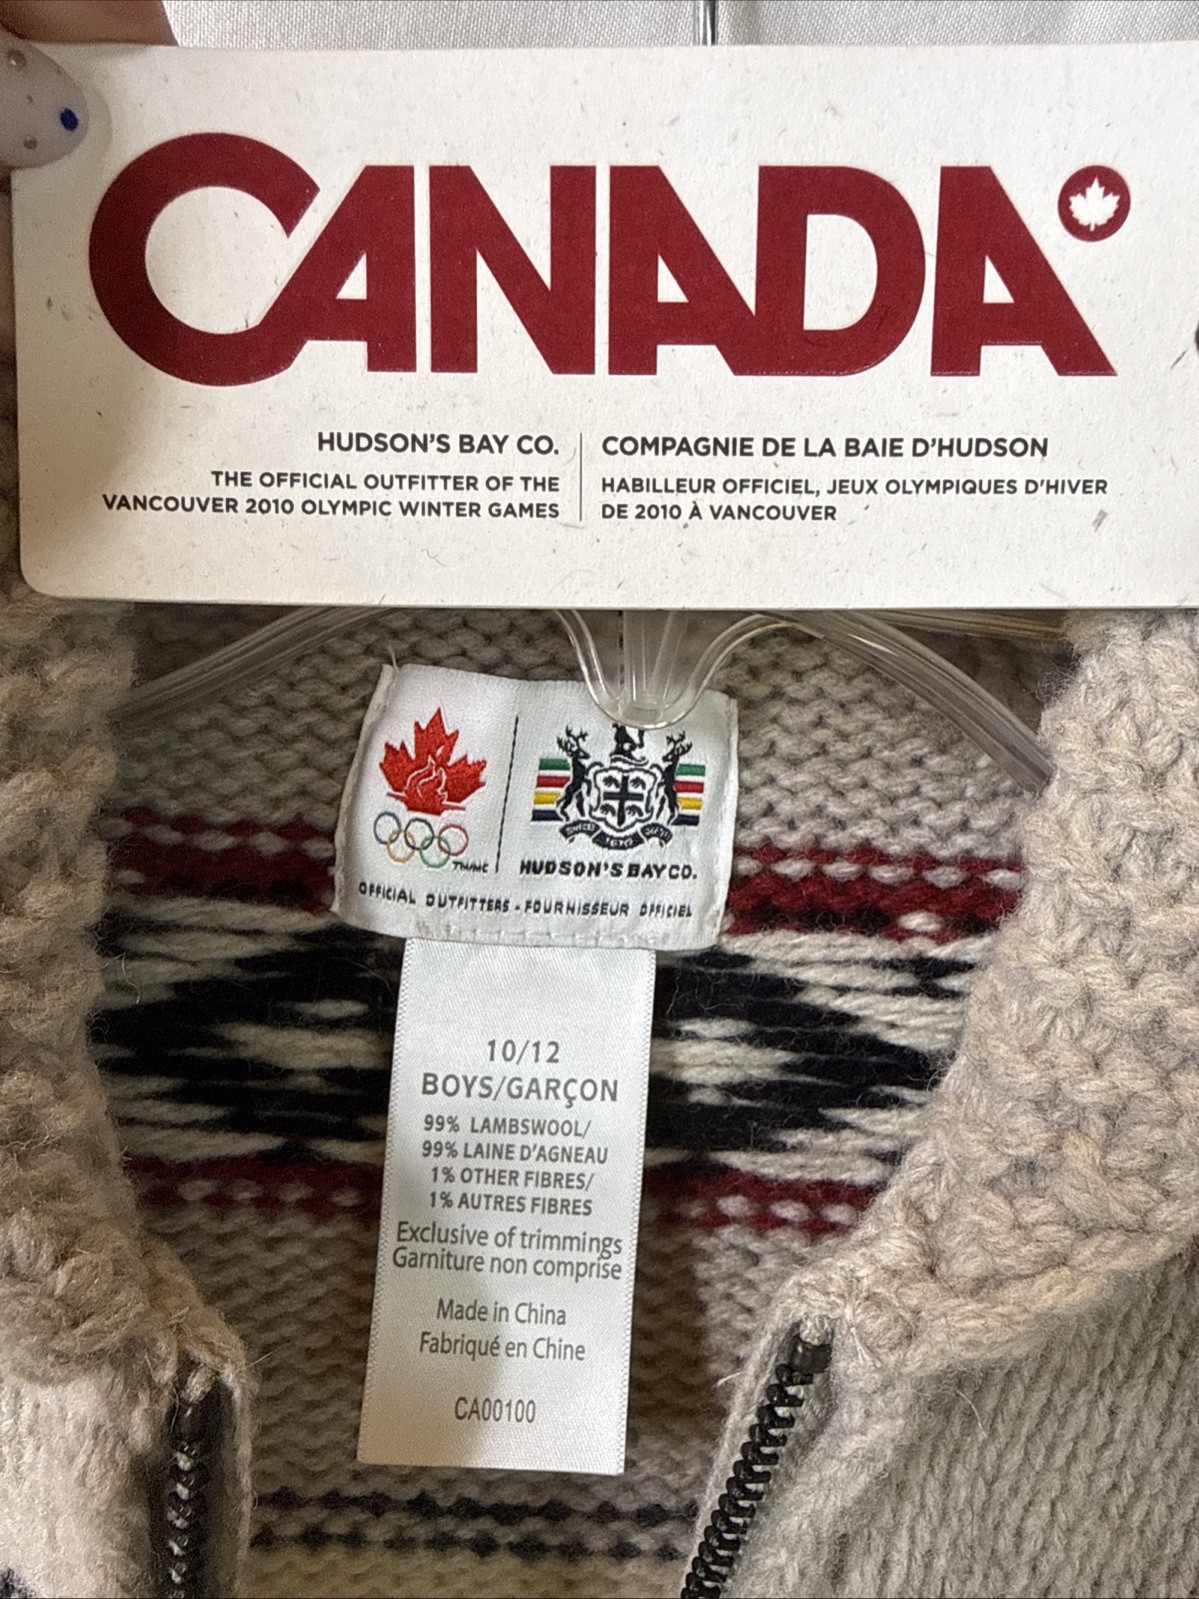 CANADA
HUDSON'S BAY CO.
THE OFFICIAL OUTFITTER OF THE
VANCOUVER 2010 OLYMPIC WINTER GAMES
COMPAGNIE DE LA BAIE D'HUDSON
HABILLEUR OFFICIEL, JEUX OLYMPIQUES D'HIVER
DE 2010 À VANCOUVER
HUDSON'S BAY CO.
OFFICIAL OUTFITTERS - FOURNISSEUR OFFICIEL
10/12
BOYS/GARÇON
99% LAMBSWOOL/
99% LAINE D'AGNEAU
1% OTHER FIBRES/
1% AUTRES FIBRES
Exclusive of trimmings
Garniture non comprise
Made in China
Fabriqué en Chine
CA00100